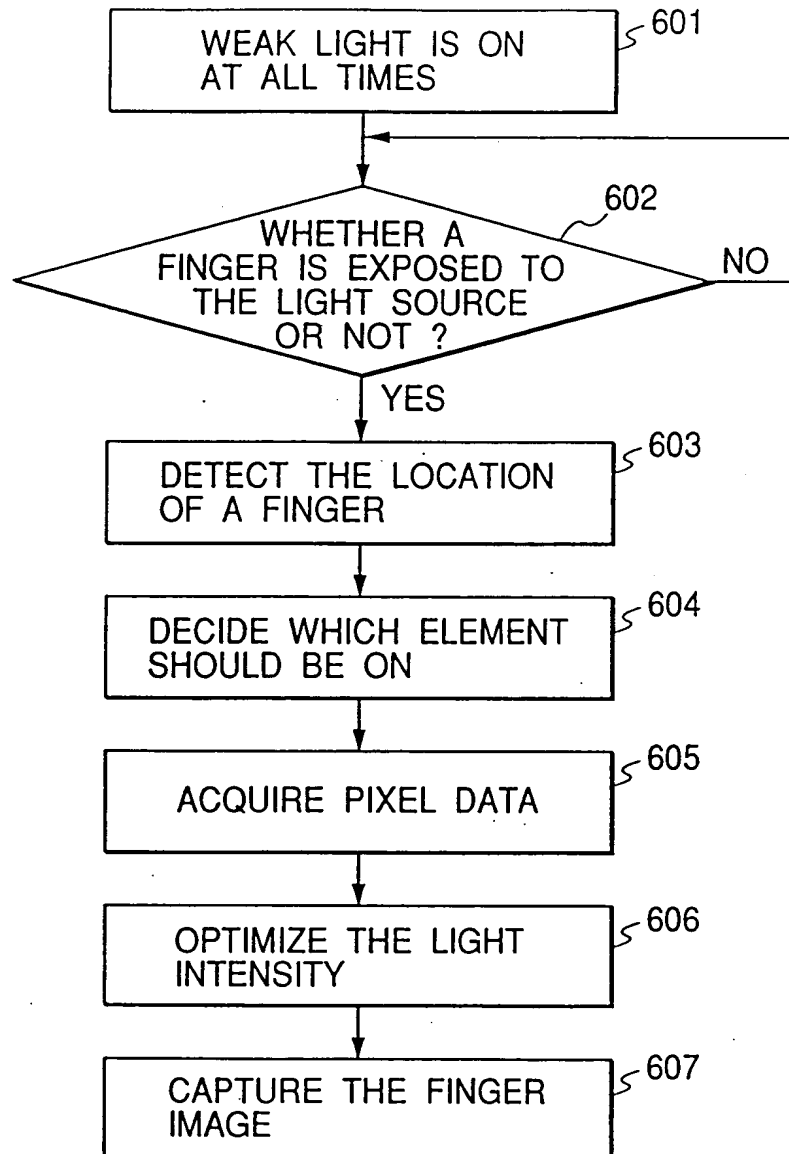 WEAK LIGHT IS ON
AT ALL TIMES
601
WHETHER A
FINGER IS EXPOSED TO
THE LIGHT SOURCE
OR NOT ?
602
NO
YES
DETECT THE LOCATION
OF A FINGER
603
DECIDE WHICH ELEMENT
SHOULD BE ON
604
ACQUIRE PIXEL DATA
605
OPTIMIZE THE LIGHT
INTENSITY
606
CAPTURE THE FINGER
IMAGE
607